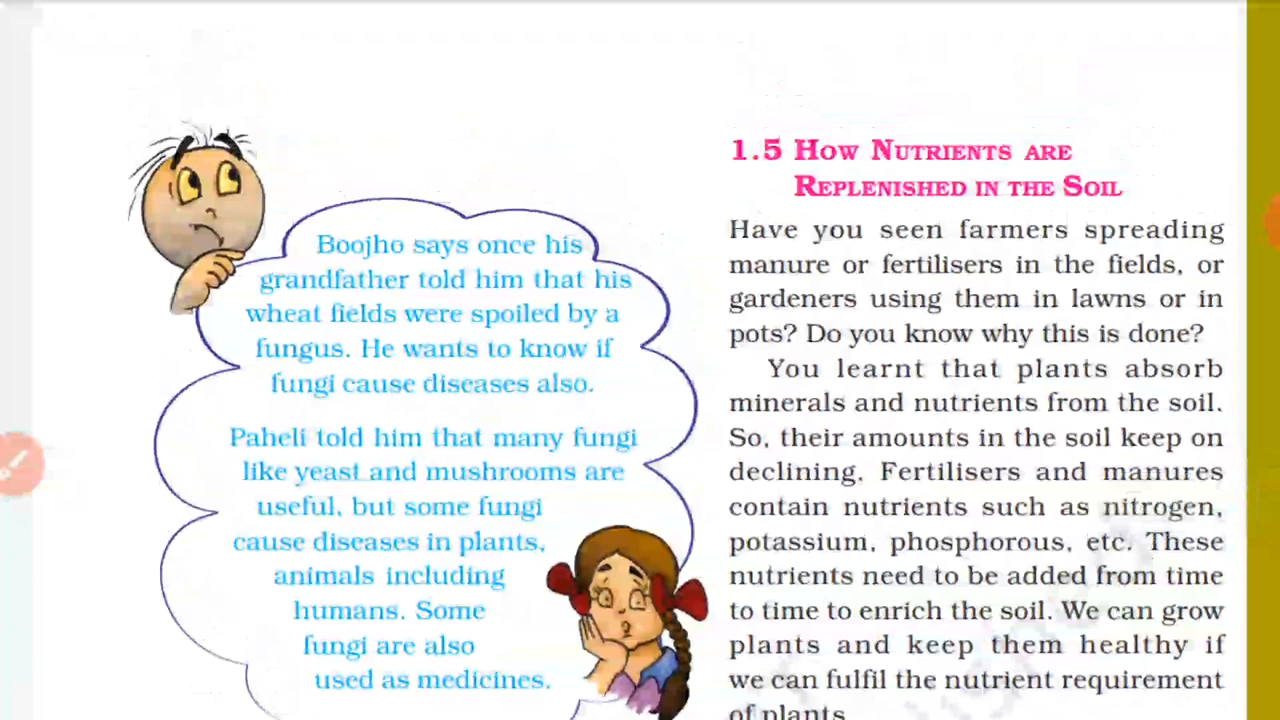 Boojho says once his
grandfather told him that his
wheat fields were spoiled by a
fungus. He wants to know if
fungi cause diseases also.
Paheli told him that many fungi
like yeast and mushrooms are
useful, but some fungi
cause diseases in plants,
animals including
humans. Some
fungi are also
used as medicines.
1.5 HOW NUTRIENTS ARE
REPLENISHED IN THE SOIL
Have you seen farmers spreading
manure or fertilisers in the fields, or
gardeners using them in lawns or in
pots? Do you know why this is done?
You learnt that plants absorb
minerals and nutrients from the soil.
So, their amounts in the soil keep on
declining. Fertilisers and manures
contain nutrients such as nitrogen,
potassium, phosphorous, etc. These
nutrients need to be added from time
to time to enrich the soil. We can grow
plants and keep them healthy if
we can fulfil the nutrient requirement
of plants